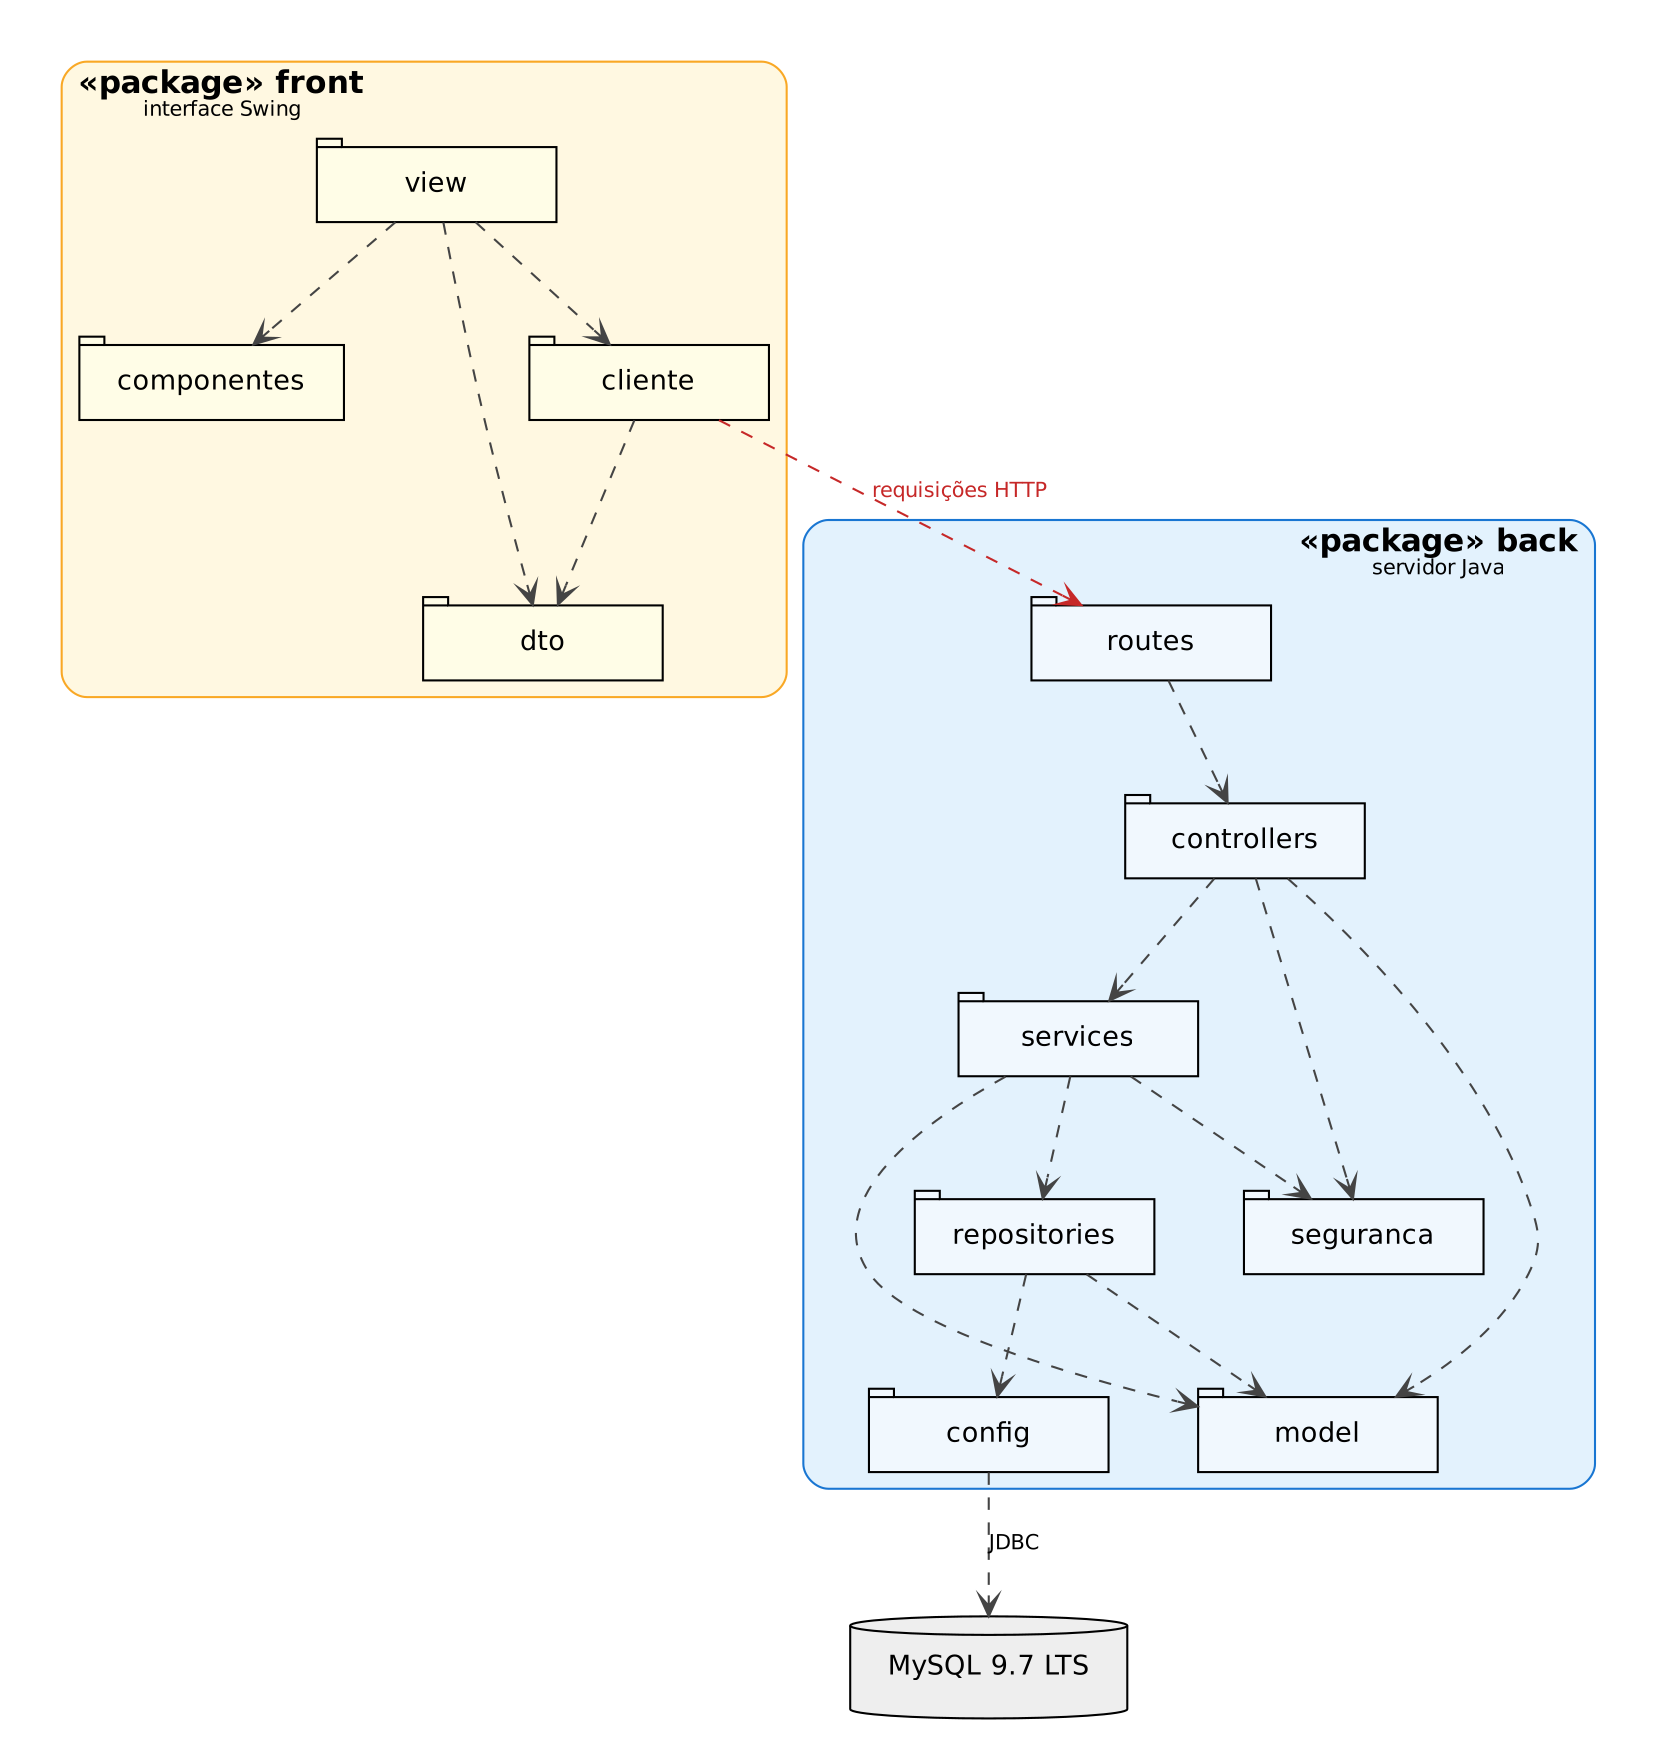 «package» front
interface Swing
view
componentes
cliente
requisições HTTP
«package» back
servidor Java
dto
routes
controllers
services
repositories
seguranca
config
model
JDBC
MySQL 9.7 LTS